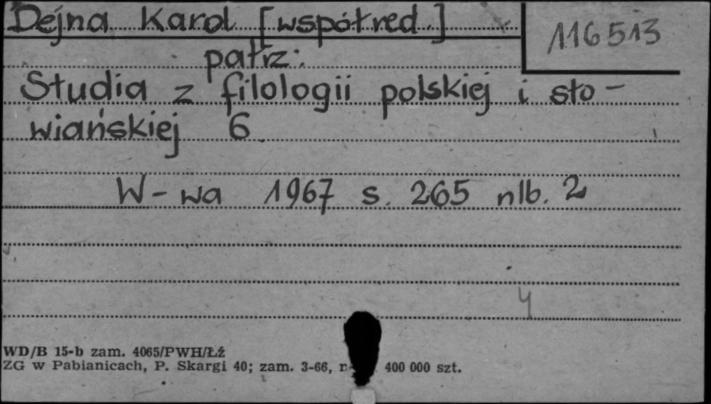 Dejna Karol [współred.]
116513
patrz:
Studia z filologii polskiej i sło-
wiańskiej 6
W-wa 1967 s. 265 nlb. 2
4
WD/B 15-b zam. 4065/PWH/Łź
ZG w Pabianicach, P. Skargi 40; zam. 3-66, 400 000 szt.